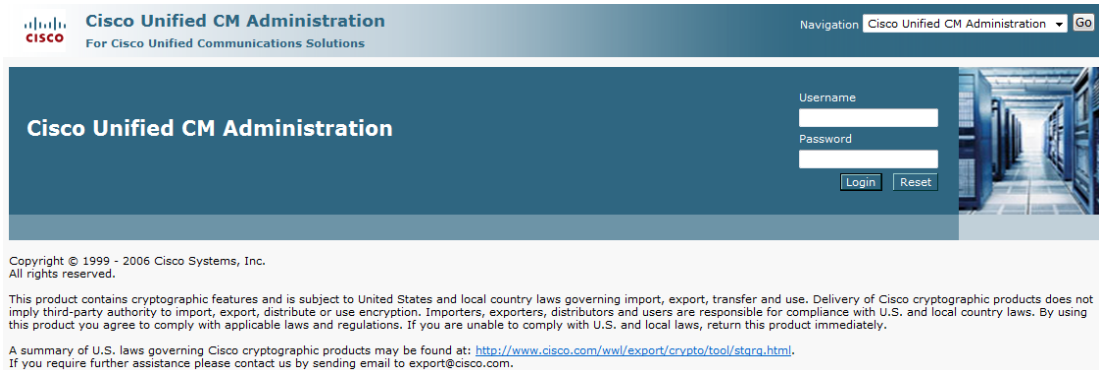 CISCO
Cisco Unified CM Administration
For Cisco Unified Communications Solutions
Navigation Cisco Unified CM Administration Go
Cisco Unified CM Administration
Username
Password
Login Reset
Copyright © 1999 - 2006 Cisco Systems, Inc.
All rights reserved.
This product contains cryptographic features and is subject to United States and local country laws governing import, export, transfer and use. Delivery of Cisco cryptographic products does not
imply third-party authority to import, export, distribute or use encryption. Importers, exporters, distributors and users are responsible for compliance with U.S. and local country laws. By using
this product you agree to comply with applicable laws and regulations. If you are unable to comply with U.S. and local laws, return this product immediately.
A summary of U.S. laws governing Cisco cryptographic products may be found at: http://www.cisco.com/wwl/export/crypto/tool/stqrg.html.
If you require further assistance please contact us by sending email to export@cisco.com.